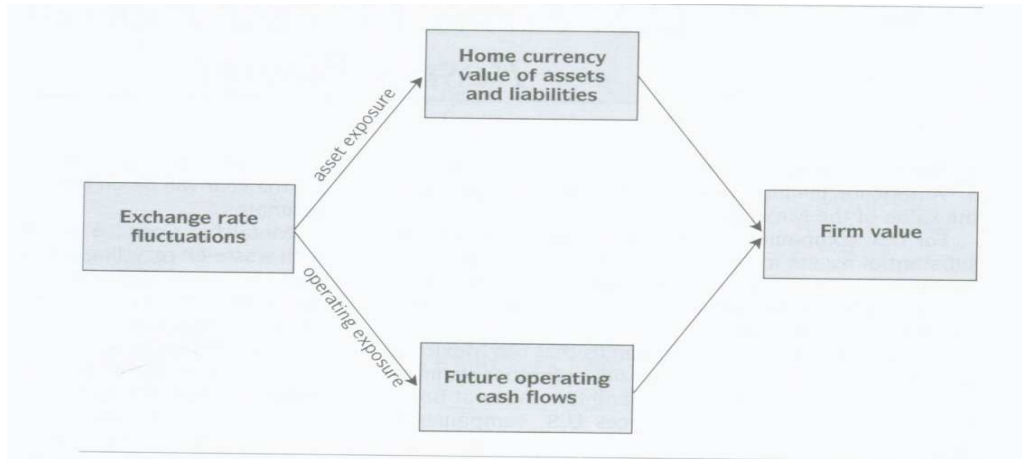 Home currency
value of assets
and liabilities
asset exposure
Exchange rate
fluctuations
Firm value
operating exposure
Future operating
cash flows